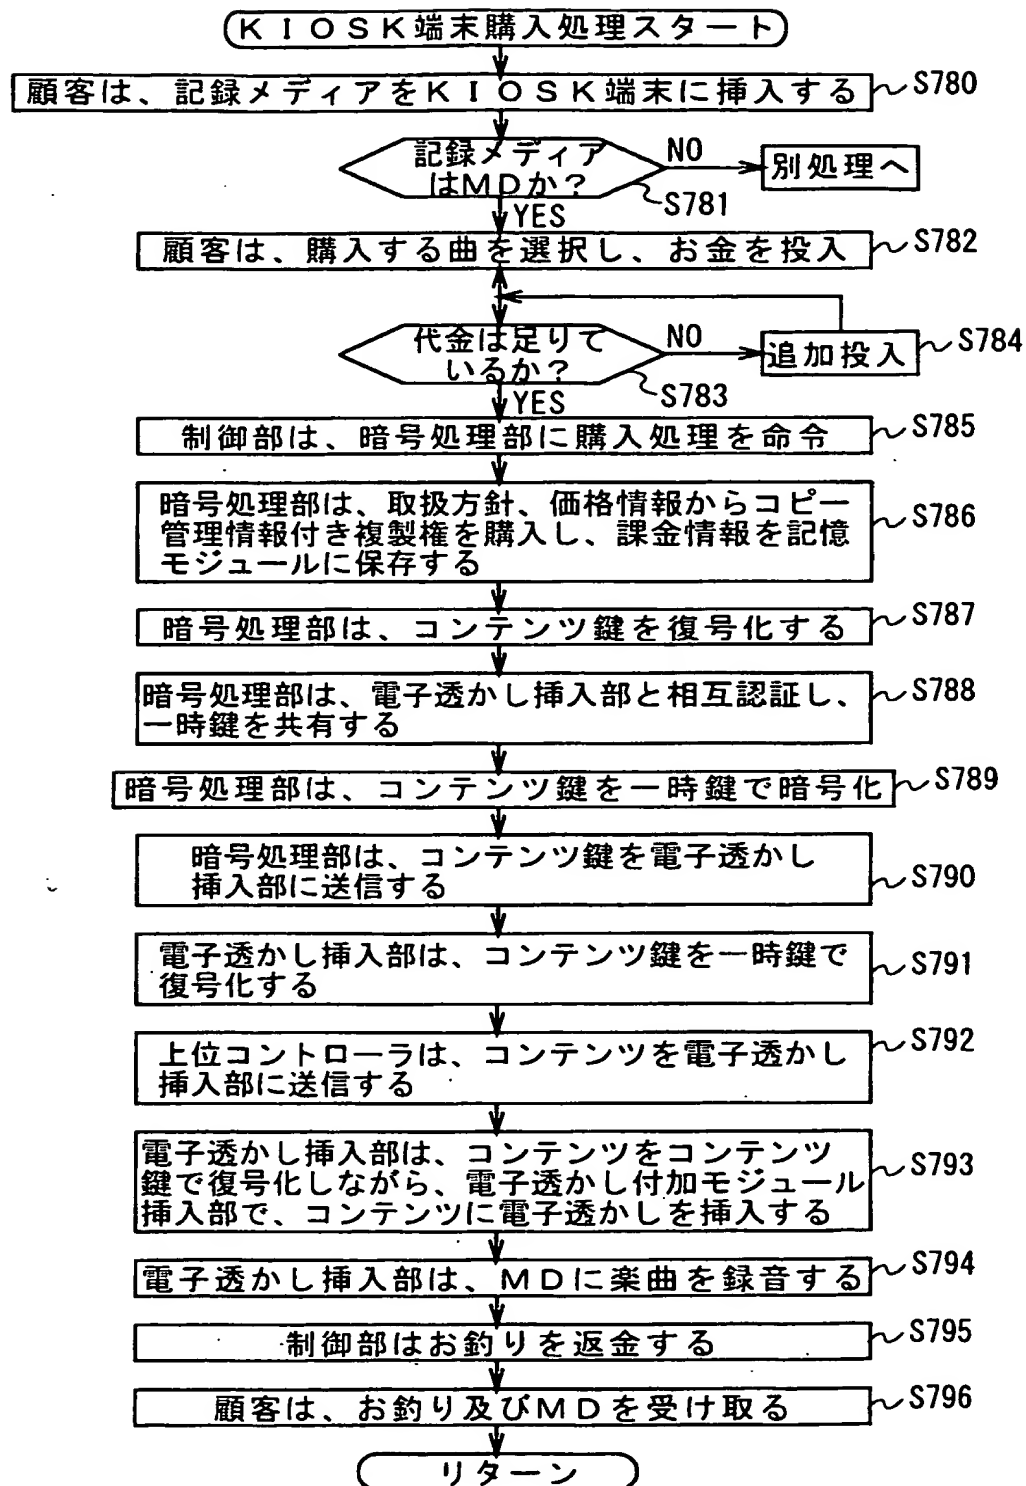 KIOSK端末購入処理スタート
顧客は、記録メディアをKIOSK端末に挿入する
S780
記録メディア
はMDか?
NO
別処理へ
S781
YES
顧客は、購入する曲を選択し、お金を投入
S782
代金は足りて
いるか?
NO
追加投入
S784
S783
YES
制御部は、暗号処理部に購入処理を命令
S785
暗号処理部は、取扱方針、価格情報からコピー
管理情報付き複製権を購入し、課金情報を記憶
モジュールに保存する
S786
暗号処理部は、コンテンツ鍵を復号化する
S787
暗号処理部は、電子透かし挿入部と相互認証し、
一時鍵を共有する
S788
暗号処理部は、コンテンツ鍵を一時鍵で暗号化
S789
暗号処理部は、コンテンツ鍵を電子透かし
挿入部に送信する
S790
電子透かし挿入部は、コンテンツ鍵を一時鍵で
復号化する
S791
上位コントローラは、コンテンツを電子透かし
挿入部に送信する
S792
電子透かし挿入部は、コンテンツをコンテンツ
鍵で復号化しながら、電子透かし付加モジュール
挿入部で、コンテンツに電子透かしを挿入する
S793
電子透かし挿入部は、MDに楽曲を録音する
S794
制御部はお釣りを返金する
S795
顧客は、お釣り及びMDを受け取る
S796
リターン